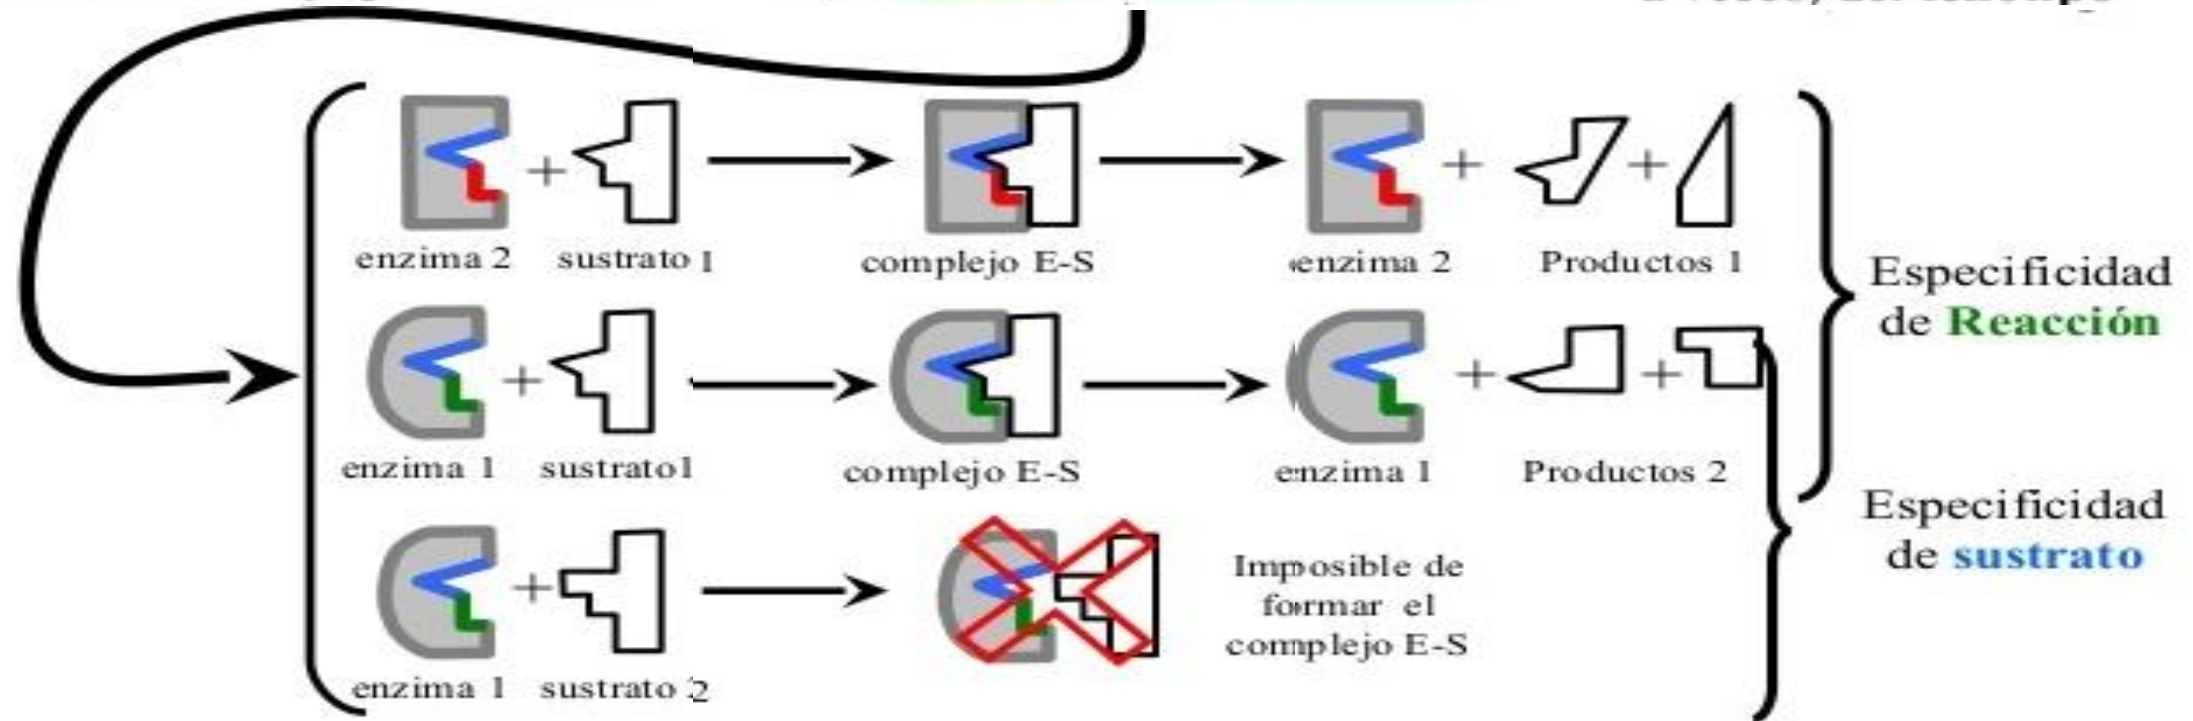 enzima 2 + sustrato 1 complejo E-S enzima 2 + Productos 1 +
enzima 1 + sustrato1 complejo E-S enzima 1 + Productos 2 +
enzima 1 + sustrato 2
Imposible de
formar el
complejo E-S
Especificidad
de Reacción
Especificidad
de sustrato